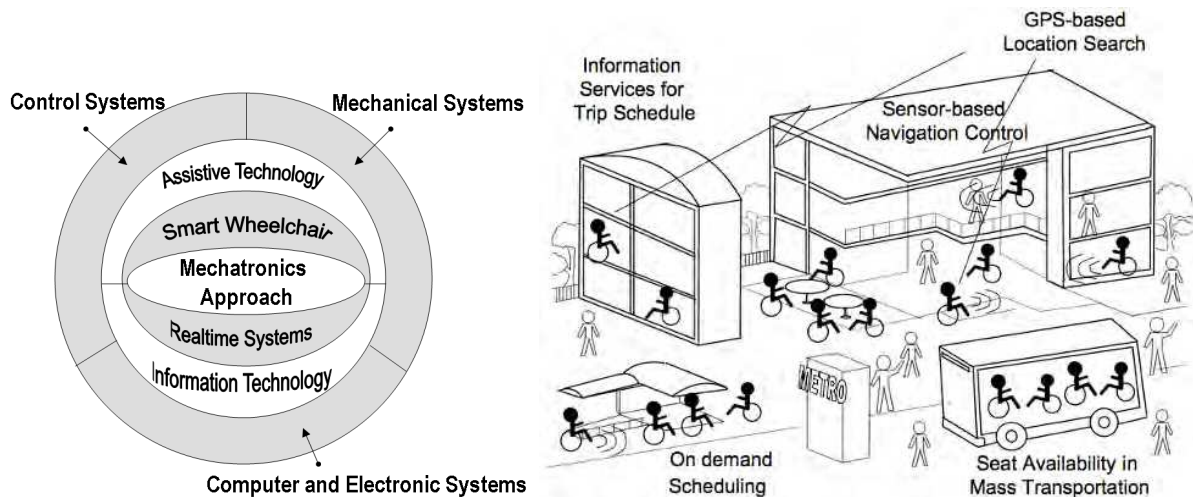 Control Systems
Mechanical Systems
Assistive Technology
Smart Wheelchair
Mechatronics
Approach
Realtime Systems
Information Technology
Computer and Electronic Systems
GPS-based
Location Search
Information
Services for
Trip Schedule
Sensor-based
Navigation Control
METRO
On demand
Scheduling
Seat Availability in
Mass Transportation